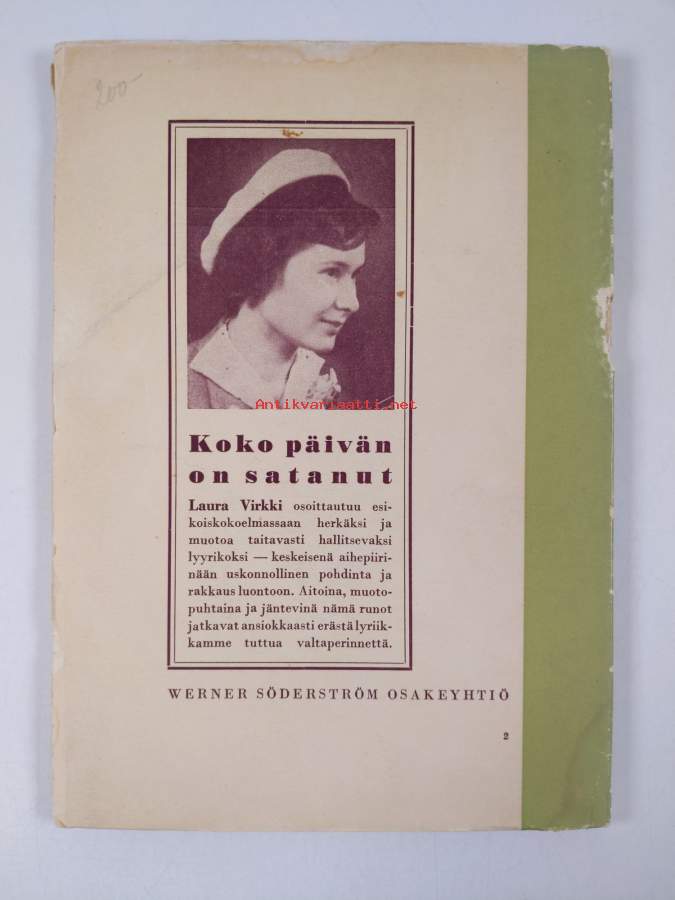 200-
Antikvariaatti.net
Koko päivän
on satanut
Laura Virkki osoittautuu esi-
koiskokoelmassaan herkäksi ja
muotoa taitavasti hallitsevaksi
lyyrikoksi — keskeisenä aihepiiri-
nään uskonnollinen pohdinta ja
rakkaus luontoon. Aitoina, muoto-
puhtaina ja jäntevinä nämä runot
jatkavat ansiokkaasti erästä lyriik-
kamme tuttua valtaperinnettä.
WERNER SÖDERSTRÖM OSAKEYHTIÖ
2